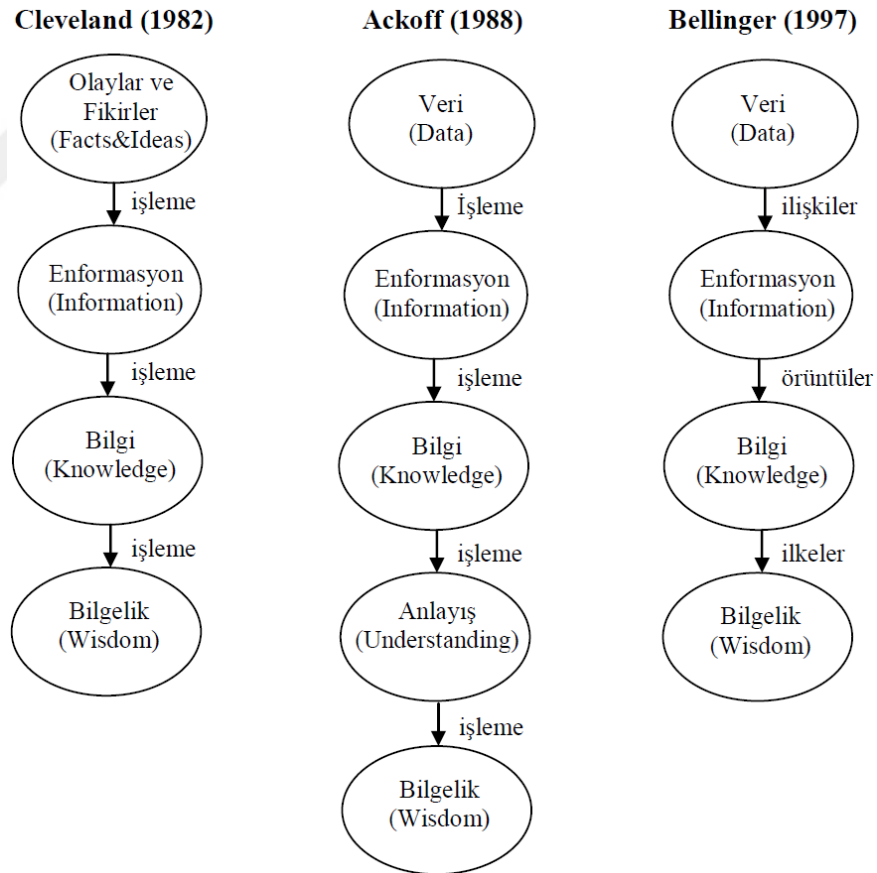 Cleveland (1982)
Olaylar ve
Fikirler
(Facts&Ideas)
işleme
Enformasyon
(Information)
işleme
Bilgi
(Knowledge)
işleme
Bilgelik
(Wisdom)
Ackoff (1988)
Veri
(Data)
İşleme
Enformasyon
(Information)
işleme
Bilgi
(Knowledge)
işleme
Anlayış
(Understanding)
işleme
Bilgelik
(Wisdom)
Bellinger (1997)
Veri
(Data)
ilişkiler
Enformasyon
(Information)
örüntüler
Bilgi
(Knowledge)
ilkeler
Bilgelik
(Wisdom)